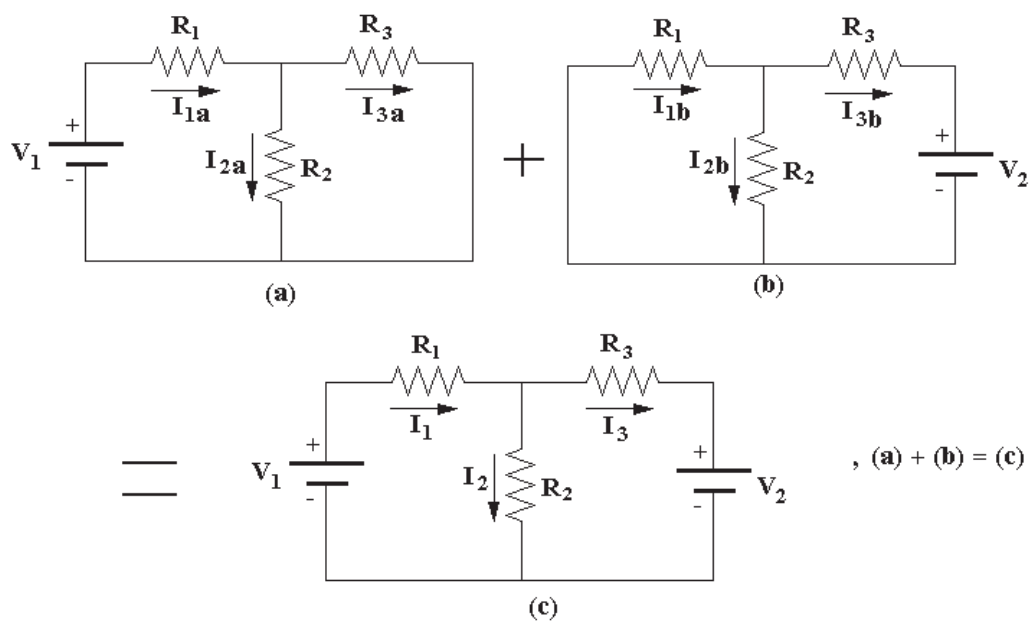 R₁ R₃ R₁ R₃
I₁a I₃a I₁b I₃b
+ +
V₁ I₂a R₂ + I₂b R₂ V₂
- -
(a) (b)
R₁ R₃
I₁ I₃
+ +
= V₁ I₂ R₂ V₂ , (a) + (b) = (c)
- -
(c)